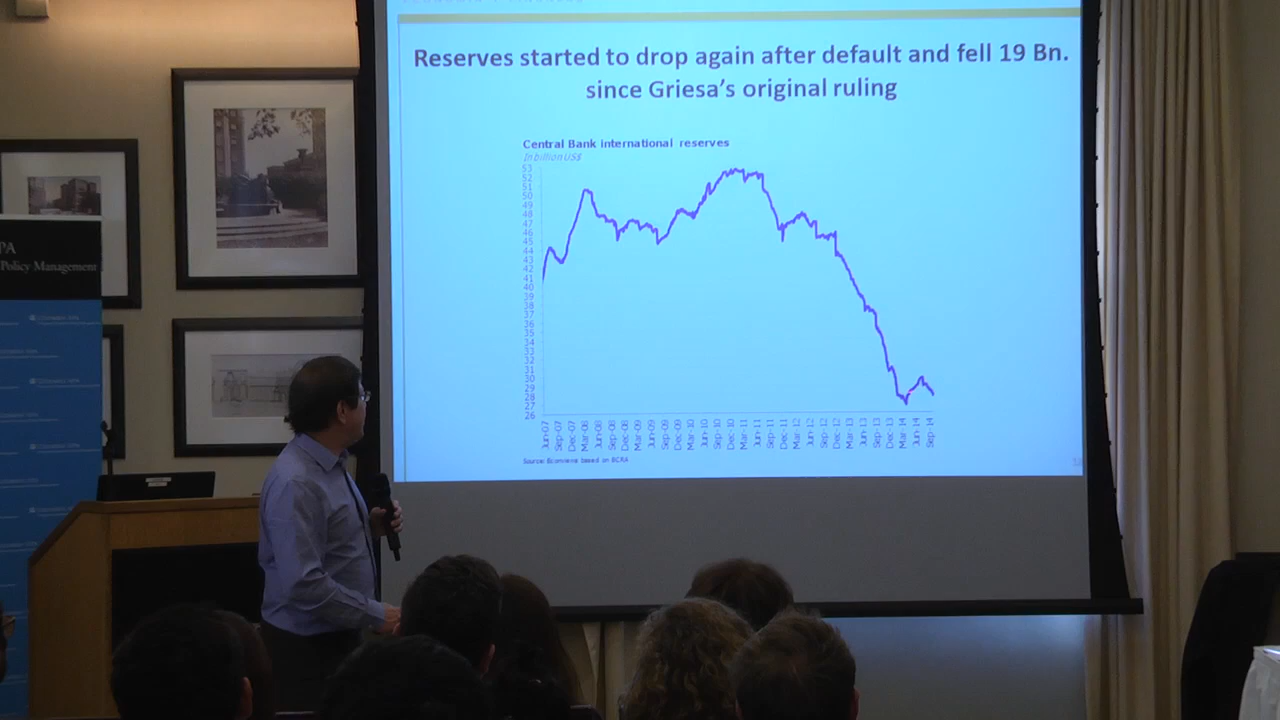 Reserves started to drop again after default and fell 19 Bn.
since Griesa's original ruling
Central Bank international reserves
In billion US$
53
52
51
50
49
48
47
46
45
44
43
42
41
40
39
38
37
36
35
34
33
32
31
30
29
28
27
26
Jun-07
Sep-07
Dec-07
Mar-08
Jun-08
Sep-08
Dec-08
Mar-09
Jun-09
Sep-09
Dec-09
Mar-10
Jun-10
Sep-10
Dec-10
Mar-11
Jun-11
Sep-11
Dec-11
Mar-12
Jun-12
Sep-12
Dec-12
Mar-13
Jun-13
Sep-13
Dec-13
Mar-14
Jun-14
Sep-14
Source: Econviews based on BCRA
PA
Policy Management